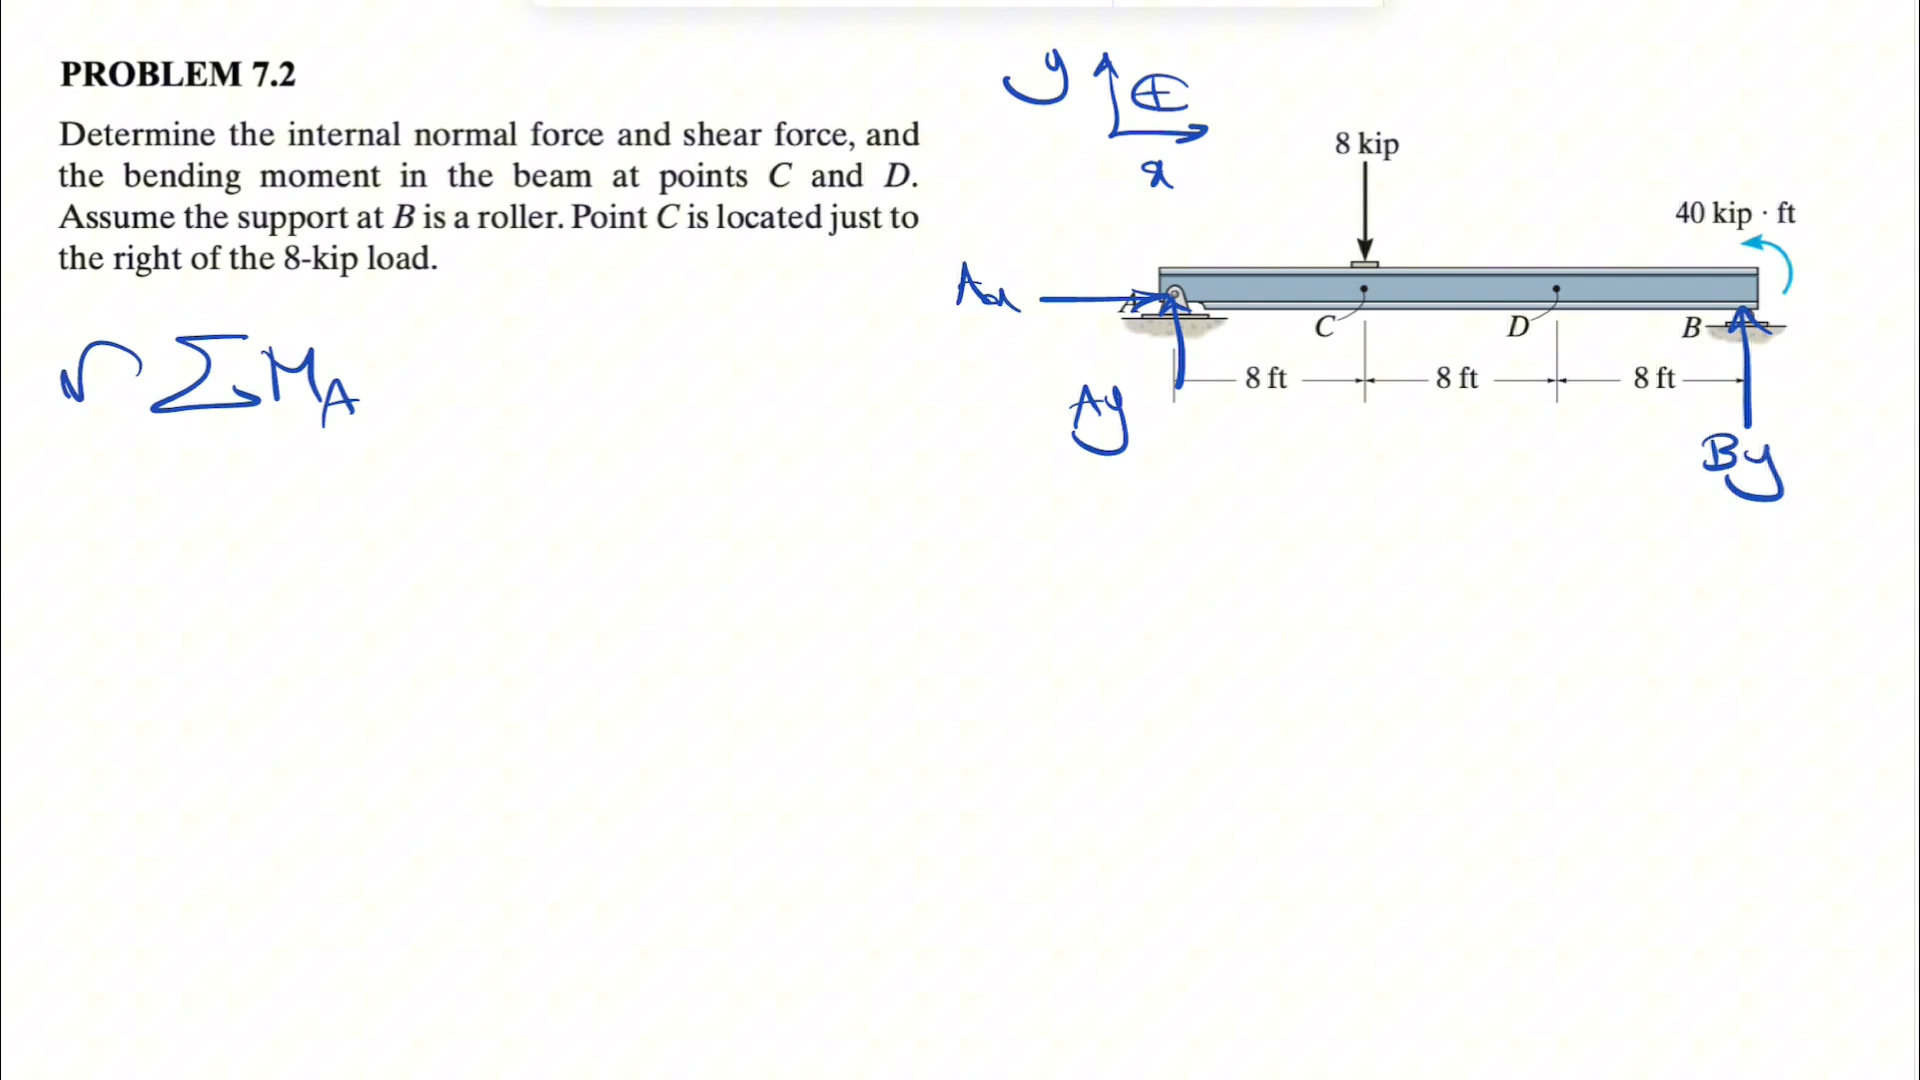 PROBLEM 7.2
Determine the internal normal force and shear force, and
the bending moment in the beam at points C and D.
Assume the support at B is a roller. Point C is located just to
the right of the 8-kip load.
ΣM_A
y
+
x
8 kip
40 kip · ft
Ax
A
C
D
B
8 ft
8 ft
8 ft
Ay
By